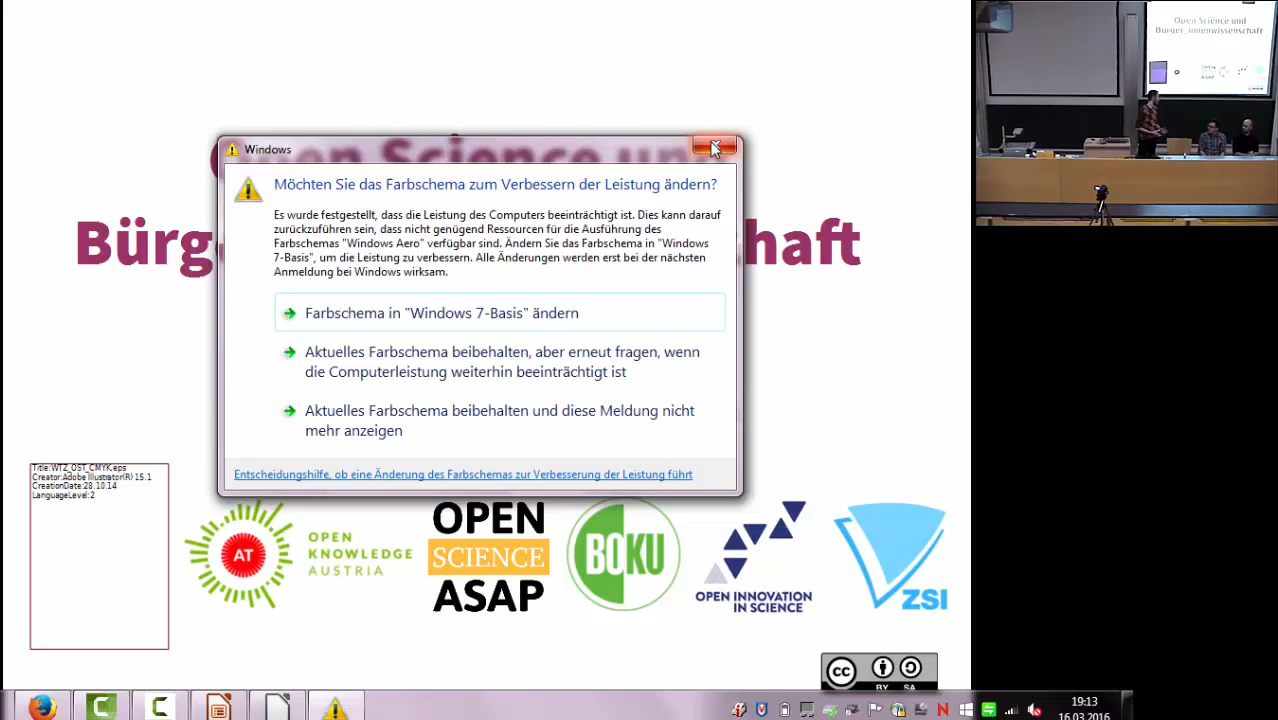 Windows
Open Science und
Möchten Sie das Farbschema zum Verbessern der Leistung ändern?
Es wurde festgestellt, dass die Leistung des Computers beeinträchtigt ist. Dies kann darauf
zurückzuführen sein, dass nicht genügend Ressourcen für die Ausführung des
Farbschemas "Windows Aero" verfügbar sind. Ändern Sie das Farbschema in "Windows
7-Basis", um die Leistung zu verbessern. Alle Änderungen werden erst bei der nächsten
Anmeldung bei Windows wirksam.
Bürg
haft
Farbschema in "Windows 7-Basis" ändern
Aktuelles Farbschema beibehalten, aber erneut fragen, wenn
die Computerleistung weiterhin beeinträchtigt ist
Aktuelles Farbschema beibehalten und diese Meldung nicht
mehr anzeigen
Entscheidungshilfe, ob eine Änderung des Farbschemas zur Verbesserung der Leistung führt
Title:WTZ_OST_CMYK.eps
Creator:Adobe Illustrator(R) 15.1
CreationDate:28.10.14
LanguageLevel:2
AT
OPEN
KNOWLEDGE
AUSTRIA
OPEN
SCIENCE
ASAP
BOKU
OPEN INNOVATION
IN SCIENCE
ZSI
cc
BY SA
19:13
16.03.2016
Open Science und
Bürger_innenwissenschaft
OPEN
ASAP